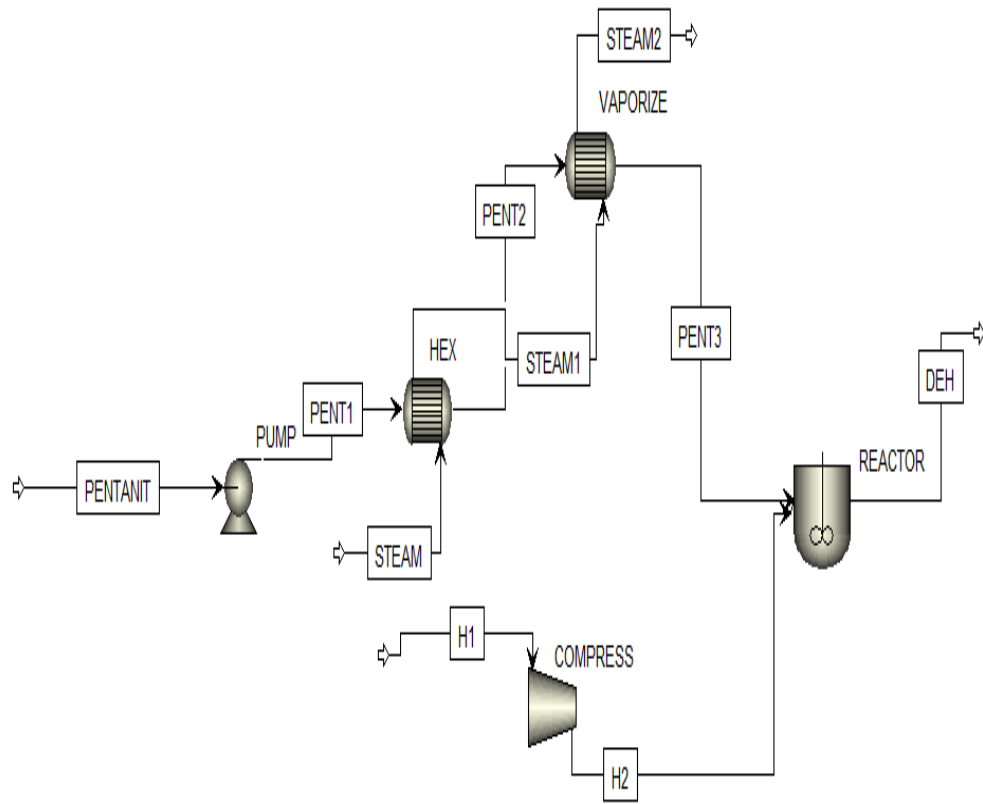 STEAM2
VAPORIZE
PENT2
PENT3
HEX
STEAM1
DEH
PENT1
PUMP
REACTOR
PENTANIT
STEAM
H1
COMPRESS
H2